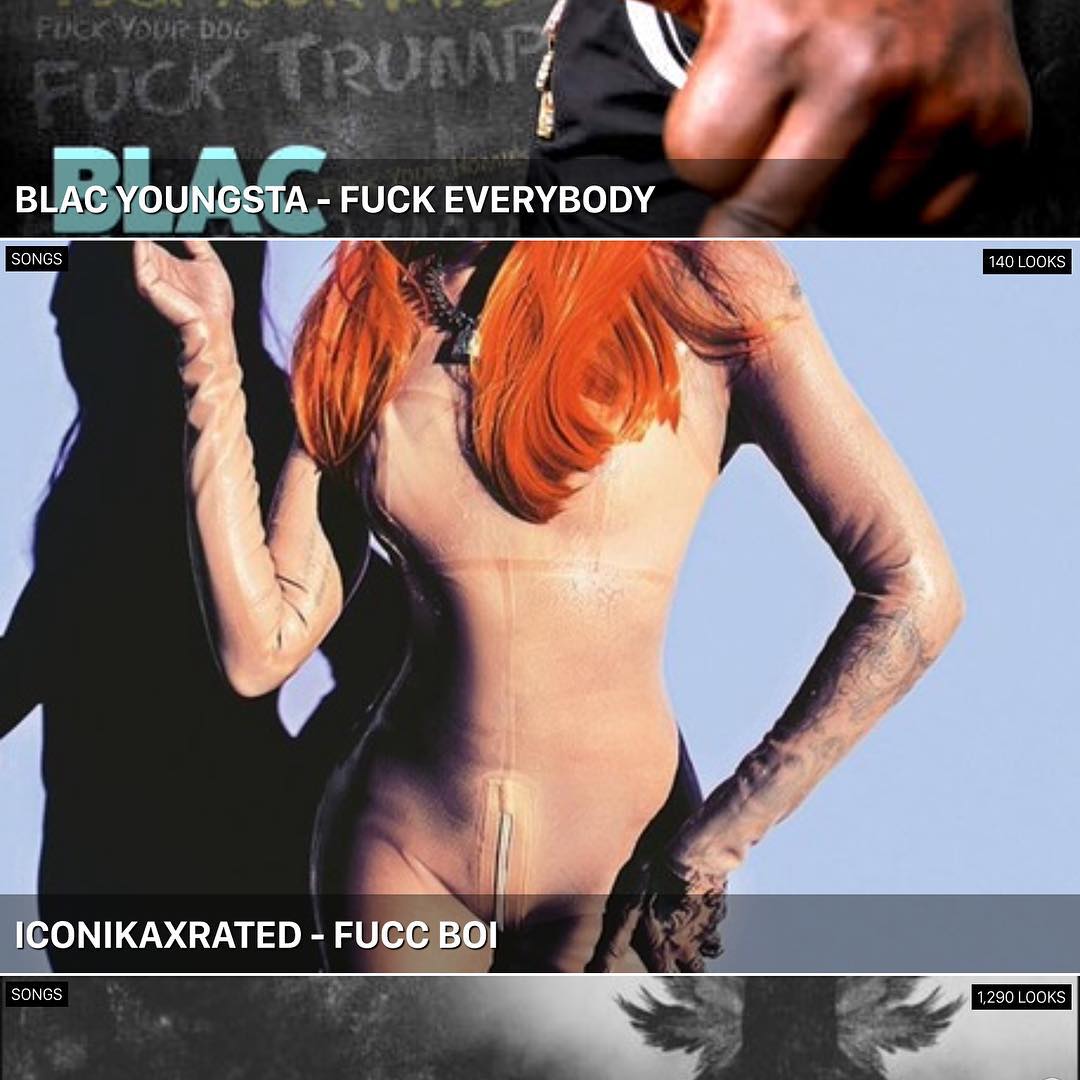 FUCK YOUR DOG
FUCK TRUMP
BLAC
BLAC YOUNGSTA - FUCK EVERYBODY
SONGS
140 LOOKS
ICONIKAXRATED - FUCC BOI
SONGS
1,290 LOOKS